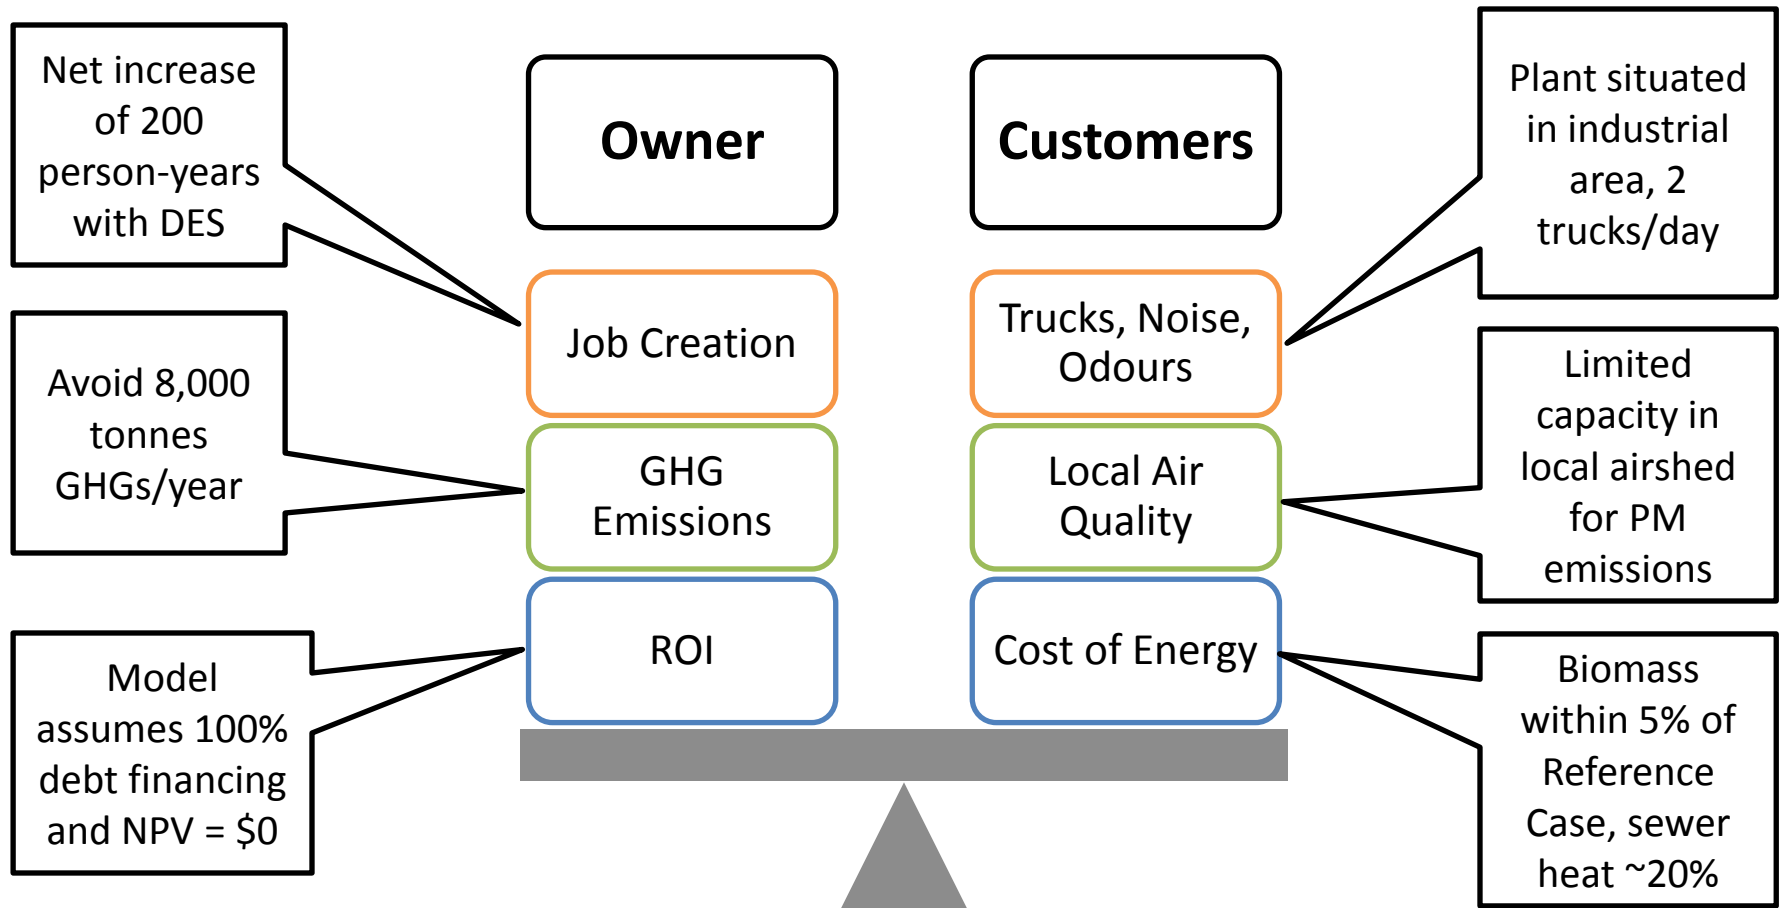 Net increase
of 200
person-years
with DES
Owner
Customers
Plant situated
in industrial
area, 2
trucks/day
Job Creation
Trucks, Noise,
Odours
Avoid 8,000
tonnes
GHGs/year
GHG
Emissions
Local Air
Quality
Limited
capacity in
local airshed
for PM
emissions
Model
assumes 100%
debt financing
and NPV = $0
ROI
Cost of Energy
Biomass
within 5% of
Reference
Case, sewer
heat ~20%